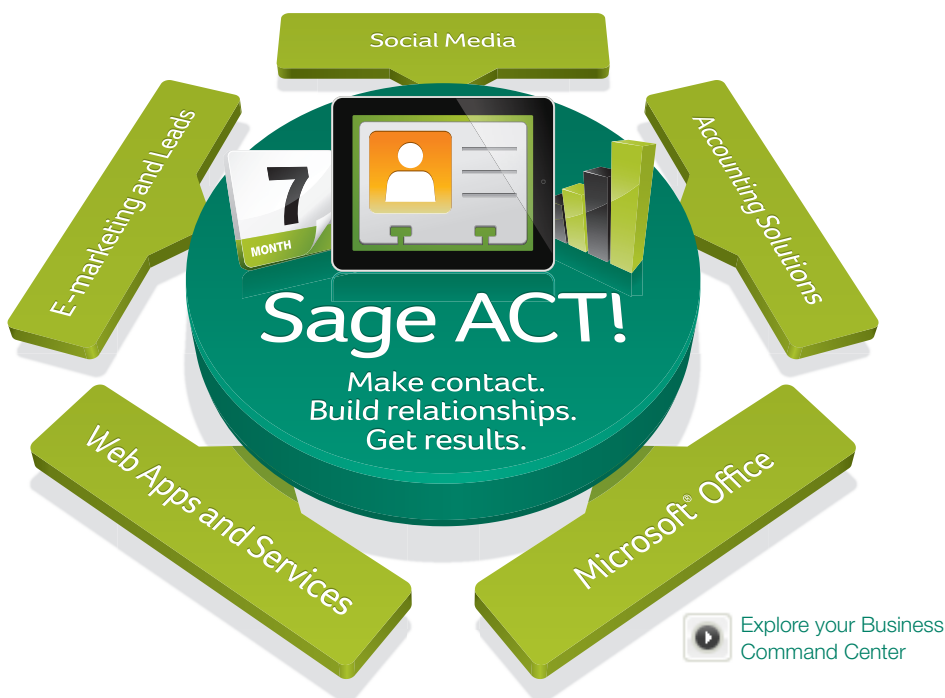 Social Media
E-marketing and Leads
Accounting Solutions
7
MONTH
Sage ACT!
Make contact.
Build relationships.
Get results.
Web Apps and Services
Microsoft® Office
Explore your Business
Command Center